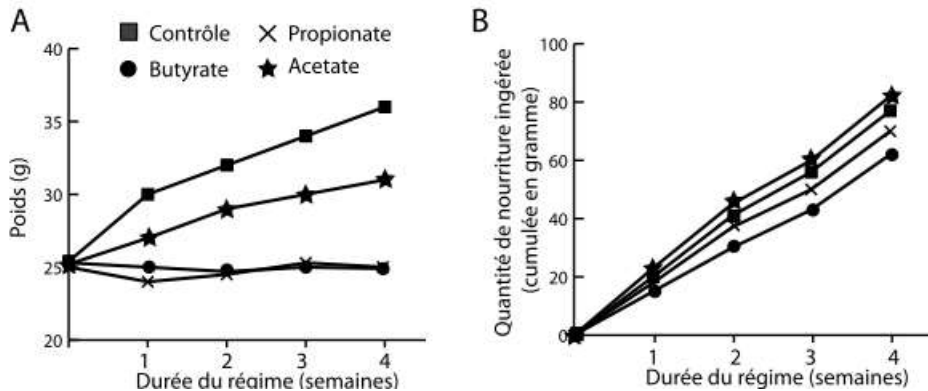 A
Contrôle
Propionate
Butyrate
Acetate
Poids (g)
40
35
30
25
20
1 2 3 4
Durée du régime (semaines)
B
Quantité de nourriture ingérée
(cumulée en gramme)
100
80
60
40
20
0
1 2 3 4
Durée du régime (semaines)